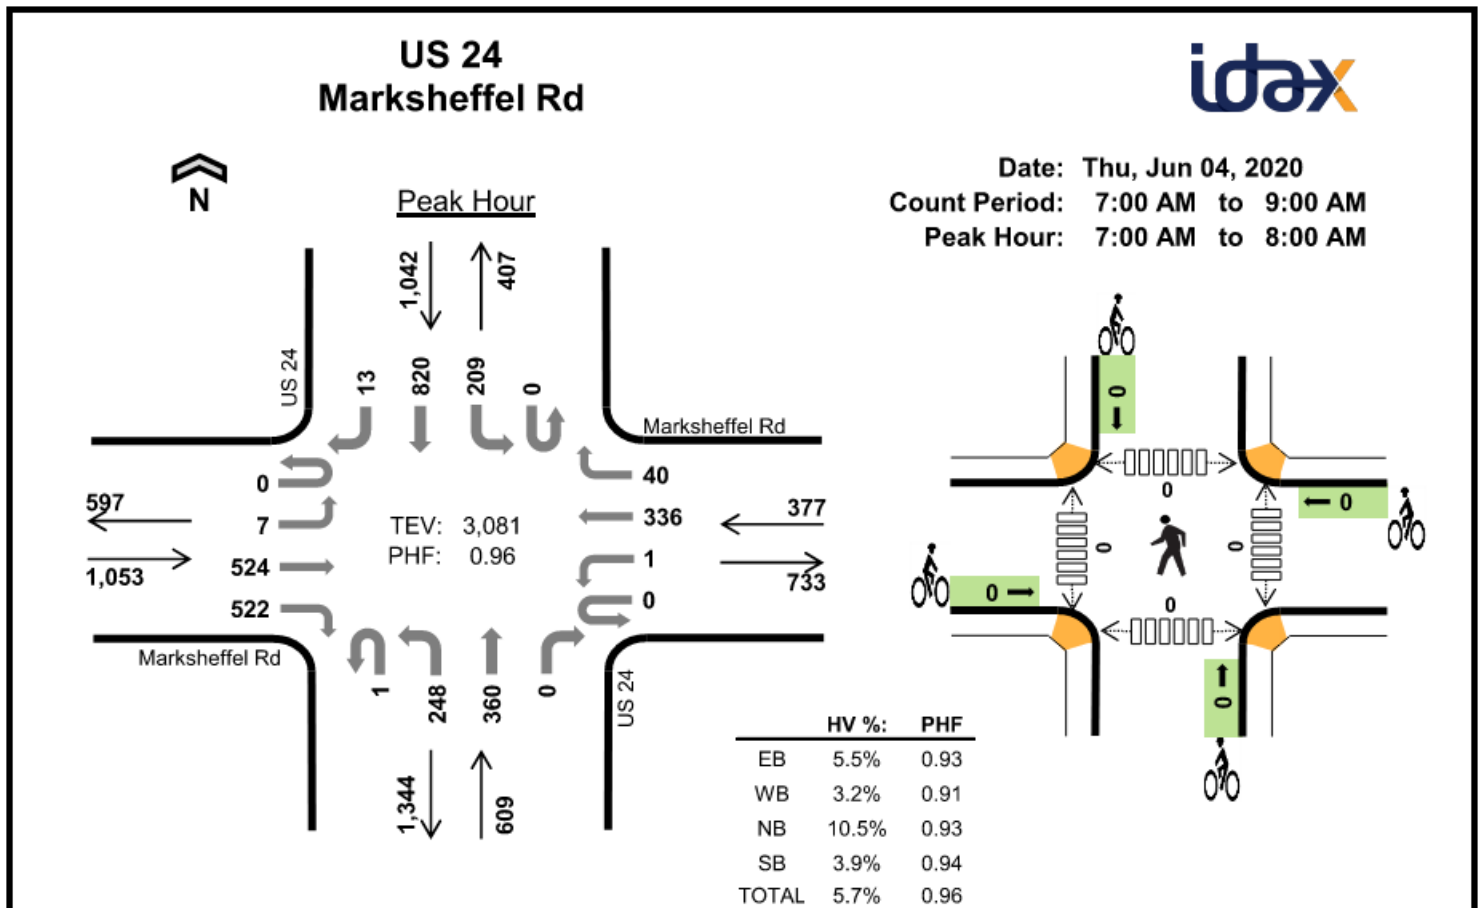 US 24
Marksheffel Rd
idax
Date: Thu, Jun 04, 2020
Count Period: 7:00 AM to 9:00 AM
Peak Hour: 7:00 AM to 8:00 AM
N
Peak Hour
1,042
407
US 24
13
820
209
0
Marksheffel Rd
0
7
524
522
597
1,053
TEV: 3,081
PHF: 0.96
40
336
1
0
377
733
Marksheffel Rd
1
248
360
0
US 24
1,344
609
HV %: PHF
EB 5.5% 0.93
WB 3.2% 0.91
NB 10.5% 0.93
SB 3.9% 0.94
TOTAL 5.7% 0.96
0
0
0
0
0
0
0
0